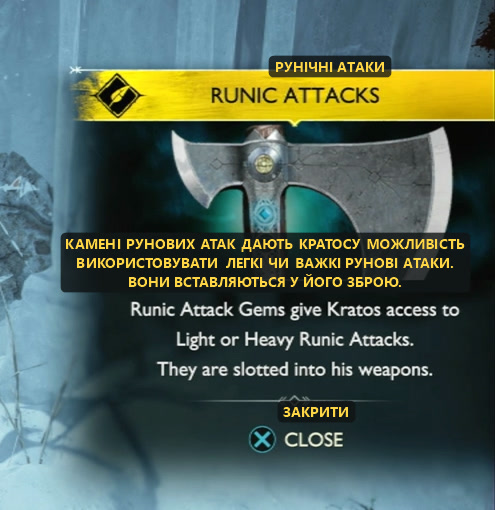 РУНІЧНІ АТАКИ
RUNIC ATTACKS
КАМЕНІ РУНОВИХ АТАК ДАЮТЬ КРАТОСУ МОЖЛИВІСТЬ
ВИКОРИСТОВУВАТИ ЛЕГКІ ЧИ ВАЖКІ РУНОВІ АТАКИ.
ВОНИ ВСТАВЛЯЮТЬСЯ У ЙОГО ЗБРОЮ.
Runic Attack Gems give Kratos access to
Light or Heavy Runic Attacks.
They are slotted into his weapons.
ЗАКРИТИ
CLOSE